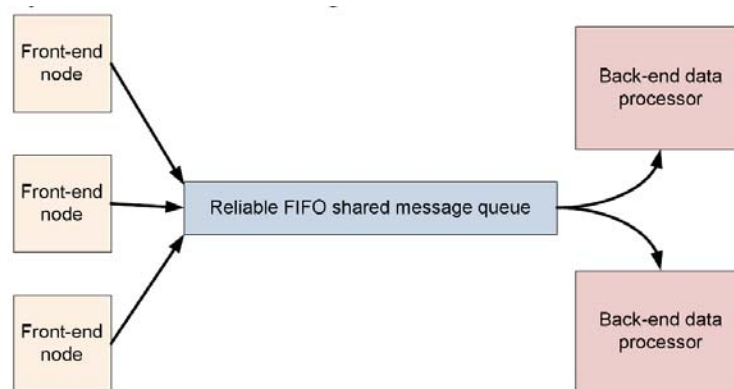 Front-end
node
Back-end data
processor
Front-end
node
Reliable FIFO shared message queue
Front-end
node
Back-end data
processor